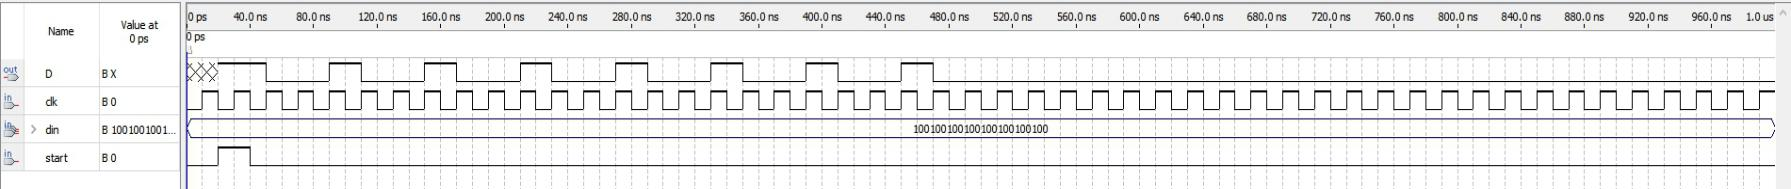 Name
Value at
0 ps
0 ps 40.0 ns 80.0 ns 120.0 ns 160.0 ns 200.0 ns 240.0 ns 280.0 ns 320.0 ns 360.0 ns 400.0 ns 440.0 ns 480.0 ns 520.0 ns 560.0 ns 600.0 ns 640.0 ns 680.0 ns 720.0 ns 760.0 ns 800.0 ns 840.0 ns 880.0 ns 920.0 ns 960.0 ns 1.0 us
0 ps
out D B X
in clk B 0
in din B 1001001001... 100100100100100100100100
in start B 0